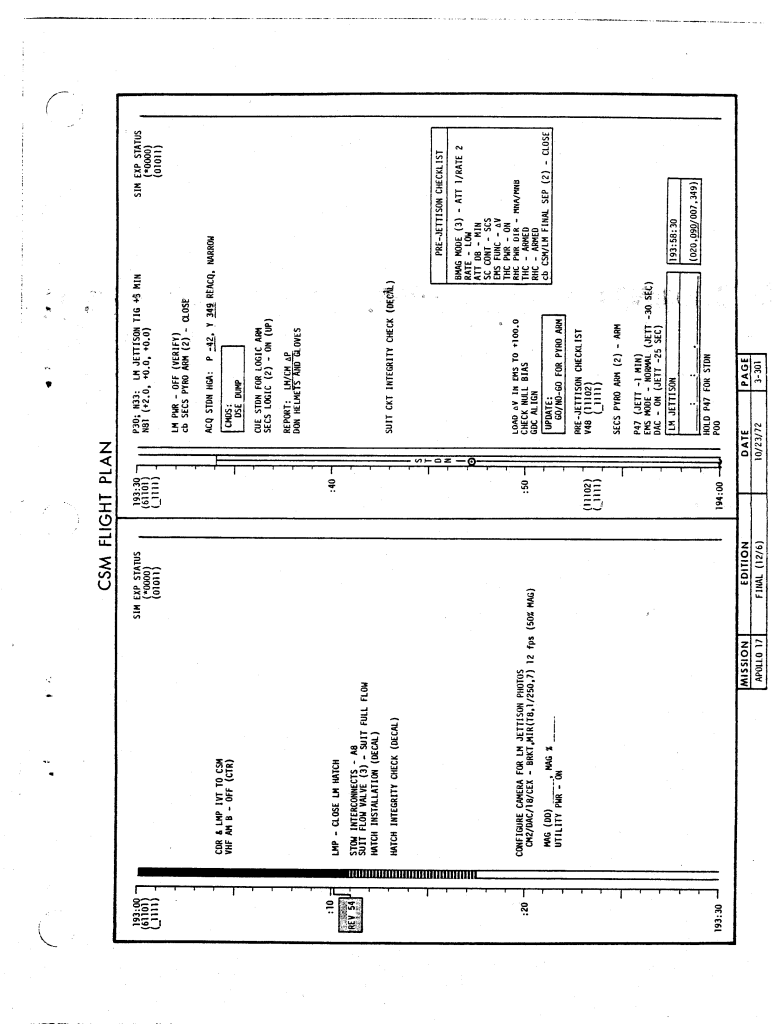 CSM FLIGHT PLAN
193:00
(61101)
(_1111)
SIM EXP STATUS
(*0000)
(01011)
CDR & LMP IVT TO CSM
VHF AM B - OFF (CTR)
:10
REV 54
LMP - CLOSE LM HATCH
STOW INTERCONNECTS - A8
SUIT FLOW VALVE (3) - SUIT FULL FLOW
HATCH INSTALLATION (DECAL)
HATCH INTEGRITY CHECK (DECAL)
:20
CONFIGURE CAMERA FOR LM JETTISON PHOTOS
CM2/DAC/18/CEX - BRKT,MIR(T8,1/250,7) 12 fps (50% MAG)
MAG (DD) _____, MAG % _____
UTILITY PWR - ON
193:30
193:30
(61101)
(_1111)
P30; N33: LM JETTISON TIG +5 MIN
N81 (+2.0, +0.0, +0.0)
SIM EXP STATUS
(*0000)
(01011)
LM PWR - OFF (VERIFY)
cb SECS PYRO ARM (2) - CLOSE
ACQ STDN HGA: P -42, Y 349 REACQ, NARROW
CMDS:
DSE DUMP
CUE STDN FOR LOGIC ARM
SECS LOGIC (2) - ON (UP)
:40
REPORT: LM/CM ΔP
DON HELMETS AND GLOVES
SUIT CKT INTEGRITY CHECK (DECAL)
S
T
D
N
:50
LOAD ΔV IN EMS TO +100.0
CHECK NULL BIAS
GDC ALIGN
UPDATE:
GO/NO-GO FOR PYRO ARM
PRE-JETTISON CHECKLIST
V48 (11102)
(_1111)
(11102)
(_1111)
SECS PYRO ARM (2) - ARM
P47 (JETT -1 MIN)
EMS MODE - NORMAL (JETT -30 SEC)
DAC - ON (JETT -25 SEC)
LM JETTISON
___:___:___.___
193:58:30
(020,090/007,349)
HOLD P47 FOR STDN
P00
194:00
PRE-JETTISON CHECKLIST
BMAG MODE (3) - ATT 1/RATE 2
RATE - LOW
ATT DB - MIN
SC CONT - SCS
EMS FUNC - ΔV
THC PWR - ON
RHC PWR DIR - MNA/MNB
THC - ARMED
RHC - ARMED
cb CSM/LM FINAL SEP (2) - CLOSE
MISSION EDITION DATE PAGE
APOLLO 17 FINAL (12/6) 10/23/72 3-301